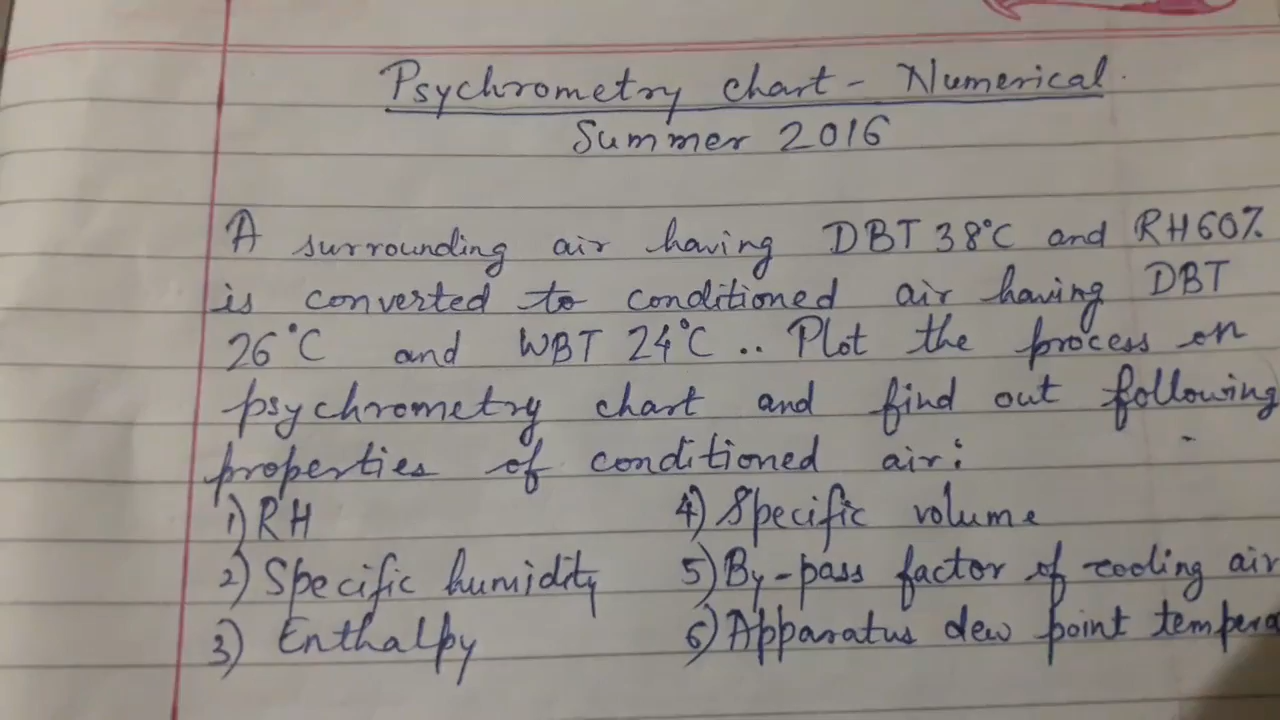 Psychrometry chart - Numerical.
Summer 2016
A surrounding air having DBT 38°C and RH 60%
is converted to conditioned air having DBT
26°C and WBT 24°C .. Plot the process on
psychrometry chart and find out following
properties of conditioned air:
1) RH
2) Specific humidity
3) Enthalpy
4) Specific volume
5) By-pass factor of cooling air
6) Apparatus dew point tempera